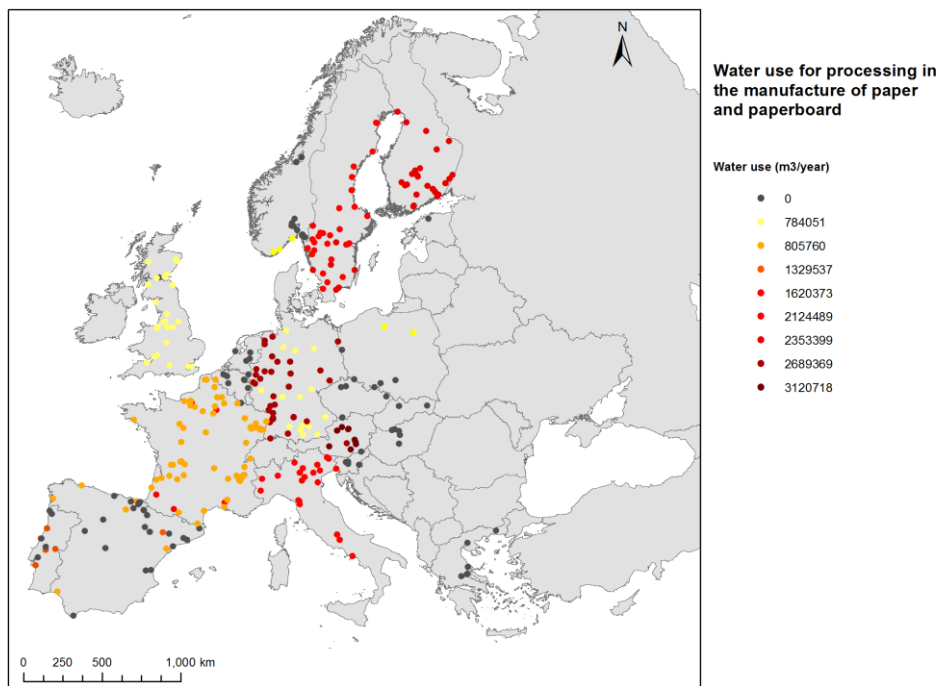 N
Water use for processing in
the manufacture of paper
and paperboard
Water use (m3/year)
0
784051
805760
1329537
1620373
2124489
2353399
2689369
3120718
0 250 500 1,000 km